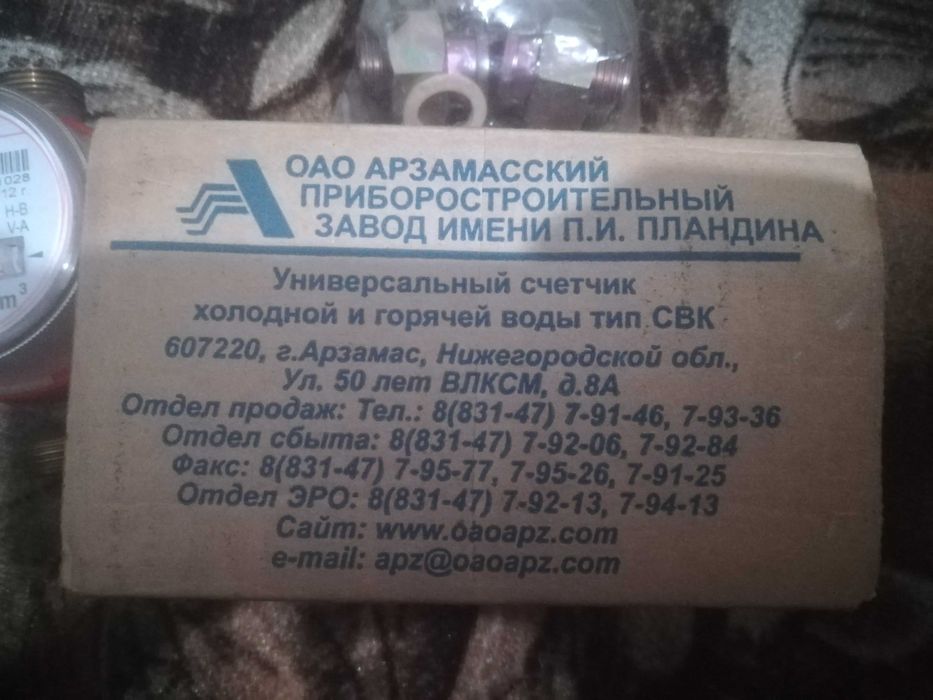 ОАО АРЗАМАССКИЙ
ПРИБОРОСТРОИТЕЛЬНЫЙ
ЗАВОД ИМЕНИ П.И. ПЛАНДИНА
Универсальный счетчик
холодной и горячей воды тип СВК
607220, г.Арзамас, Нижегородской обл.,
Ул. 50 лет ВЛКСМ, д.8А
Отдел продаж: Тел.: 8(831-47) 7-91-46, 7-93-36
Отдел сбыта: 8(831-47) 7-92-06, 7-92-84
Факс: 8(831-47) 7-95-77, 7-95-26, 7-91-25
Отдел ЭРО: 8(831-47) 7-92-13, 7-94-13
Сайт: www.oaoapz.com
e-mail: apz@oaoapz.com
028
12 г.
H-B
V-A
m3